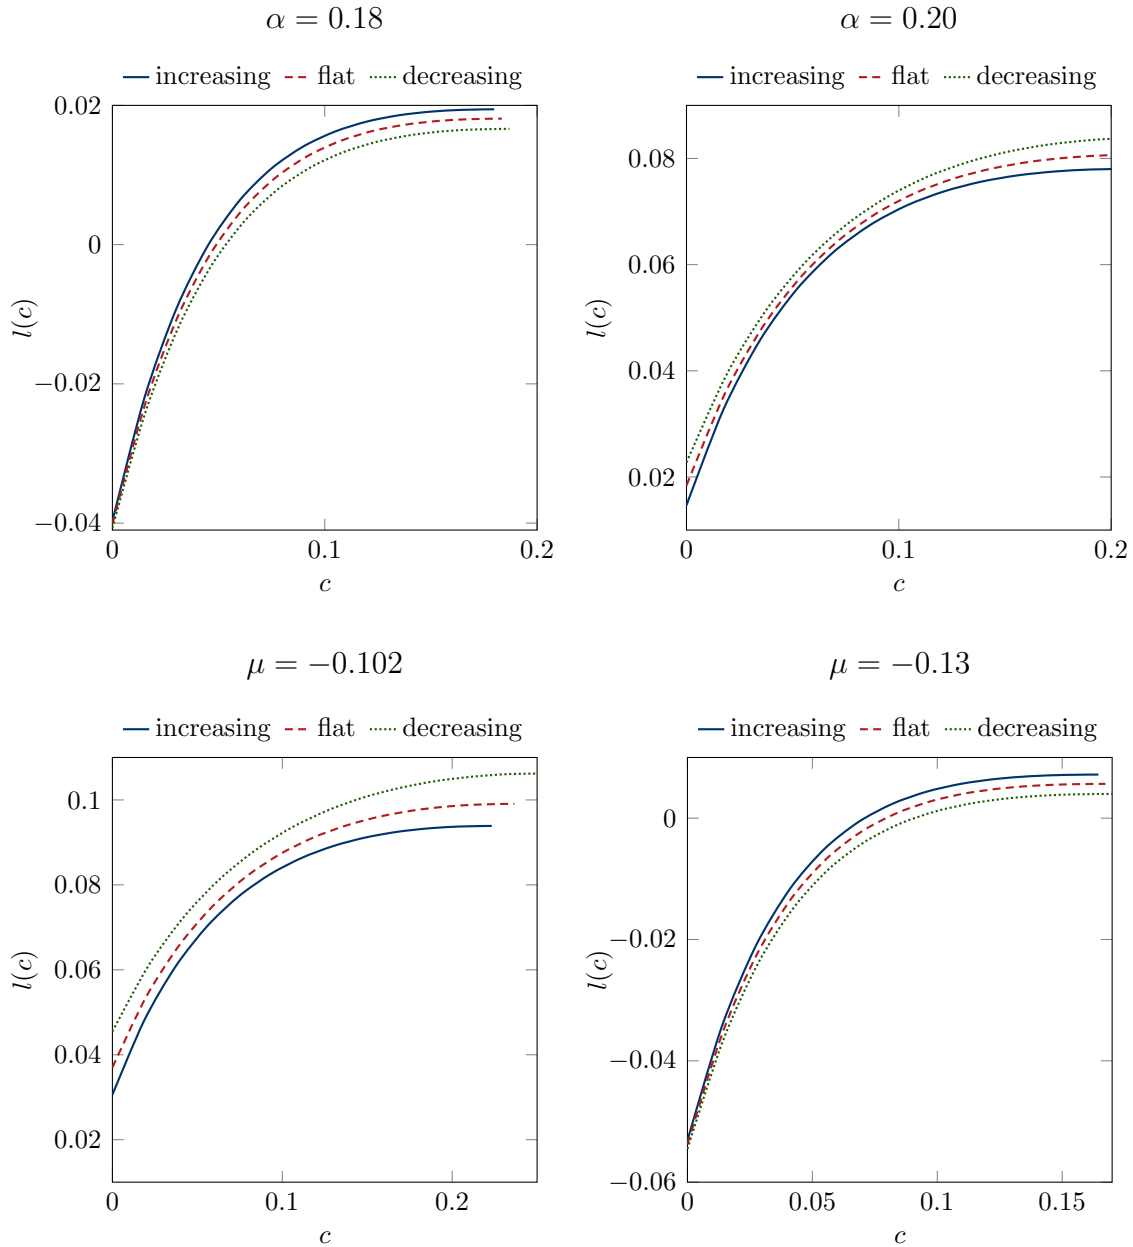 α = 0.18
increasing flat decreasing
0.02
0
−0.02
−0.04
l(c)
0 0.1 0.2
c
α = 0.20
increasing flat decreasing
0.08
0.06
0.04
0.02
l(c)
0 0.1 0.2
c
μ = −0.102
increasing flat decreasing
0.1
0.08
0.06
0.04
0.02
l(c)
0 0.1 0.2
c
μ = −0.13
increasing flat decreasing
0
−0.02
−0.04
−0.06
l(c)
0 0.05 0.1 0.15
c